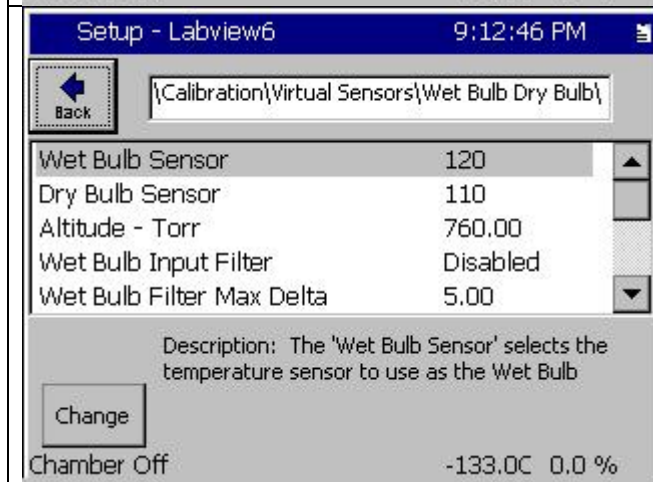 Setup - Labview6 9:12:46 PM
Back
\Calibration\Virtual Sensors\Wet Bulb Dry Bulb\
Wet Bulb Sensor 120
Dry Bulb Sensor 110
Altitude - Torr 760.00
Wet Bulb Input Filter Disabled
Wet Bulb Filter Max Delta 5.00
Description: The 'Wet Bulb Sensor' selects the
temperature sensor to use as the Wet Bulb
Change
Chamber Off -133.0C 0.0 %